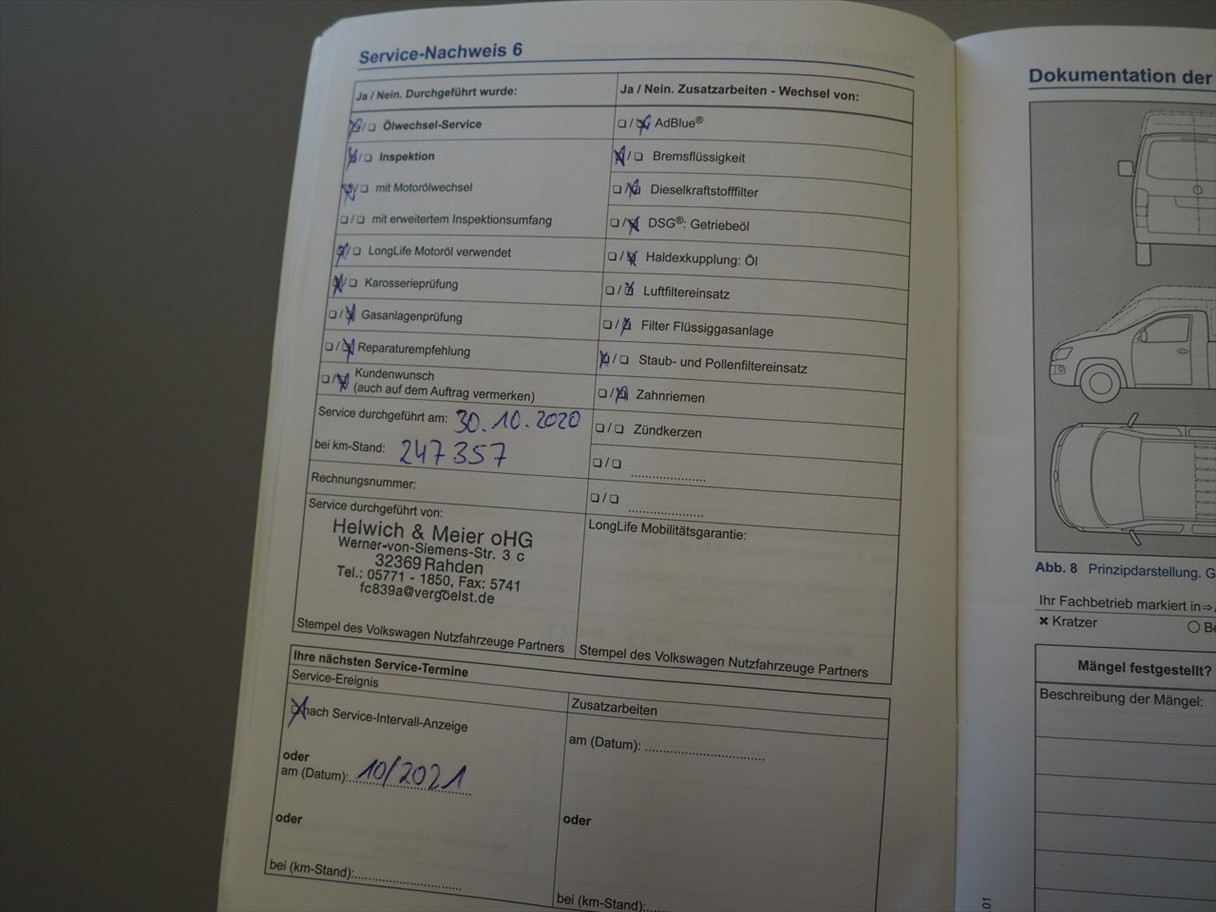 Service-Nachweis 6
Ja / Nein. Durchgeführt wurde:
Ölwechsel-Service
Inspektion
mit Motorölwechsel
mit erweitertem Inspektionsumfang
LongLife Motoröl verwendet
Karosserieprüfung
Gasanlagenprüfung
Reparaturempfehlung
Kundenwunsch
(auch auf dem Auftrag vermerken)
Service durchgeführt am: 30.10.2020
bei km-Stand: 247357
Rechnungsnummer:
Service durchgeführt von:
Helwich & Meier oHG
Werner-von-Siemens-Str. 3 c
32369 Rahden
Tel.: 05771 - 1850, Fax: 5741
fc839a@vergoelst.de
Stempel des Volkswagen Nutzfahrzeuge Partners
Ja / Nein. Zusatzarbeiten - Wechsel von:
AdBlue®
Bremsflüssigkeit
Dieselkraftstofffilter
DSG®: Getriebeöl
Haldexkupplung: Öl
Luftfiltereinsatz
Filter Flüssiggasanlage
Staub- und Pollenfiltereinsatz
Zahnriemen
Zündkerzen
LongLife Mobilitätsgarantie:
Stempel des Volkswagen Nutzfahrzeuge Partners
Ihre nächsten Service-Termine
Service-Ereignis
nach Service-Intervall-Anzeige
oder
am (Datum): 10/2021
oder
bei (km-Stand):
Zusatzarbeiten
am (Datum):
oder
bei (km-Stand):
Dokumentation der
Abb. 8 Prinzipdarstellung. G
Ihr Fachbetrieb markiert in
Kratzer
Mängel festgestellt?
Beschreibung der Mängel:
01